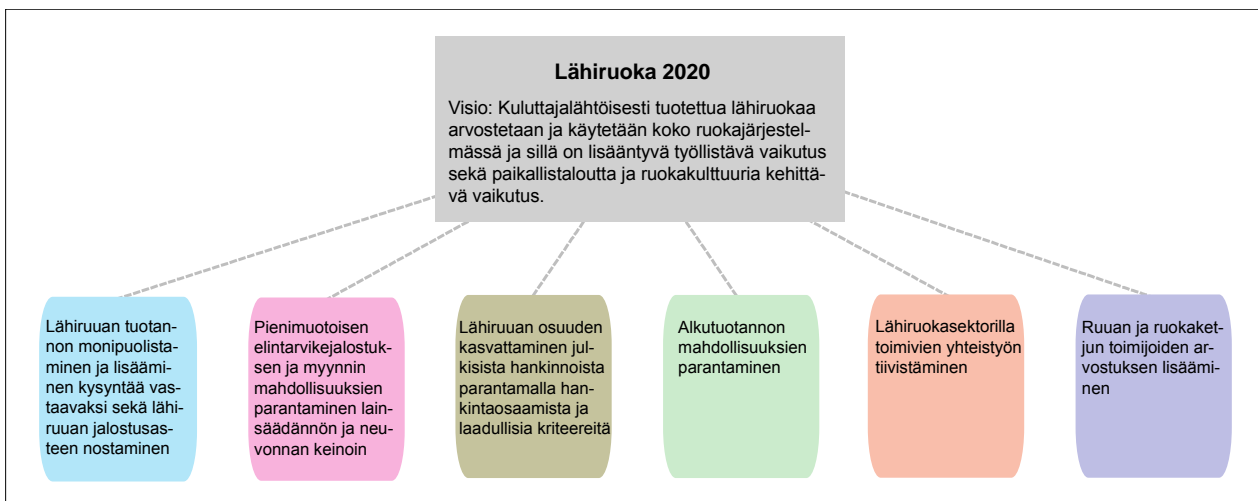 Lähiruoka 2020
Visio: Kuluttajalähtöisesti tuotettua lähiruokaa
arvostetaan ja käytetään koko ruokajärjestel-
mässä ja sillä on lisääntyvä työllistävä vaikutus
sekä paikallistaloutta ja ruokakulttuuria kehittä-
vä vaikutus.
Lähiruuan tuotan-
non monipuolista-
minen ja lisäämi-
nen kysyntää vas-
taavaksi sekä lähi-
ruuan jalostusas-
teen nostaminen
Pienimuotoisen
elintarvikejalostuk-
sen ja myynnin
mahdollisuuksien
parantaminen lain-
säädännön ja neu-
vonnan keinoin
Lähiruuan osuuden
kasvattaminen jul-
kisista hankinnoista
parantamalla han-
kintaosaamista ja
laadullisia kriteereitä
Alkutuotannon
mahdollisuuksien
parantaminen
Lähiruokasektorilla
toimivien yhteistyön
tiivistäminen
Ruuan ja ruokaket-
jun toimijoiden ar-
vostuksen lisäämi-
nen